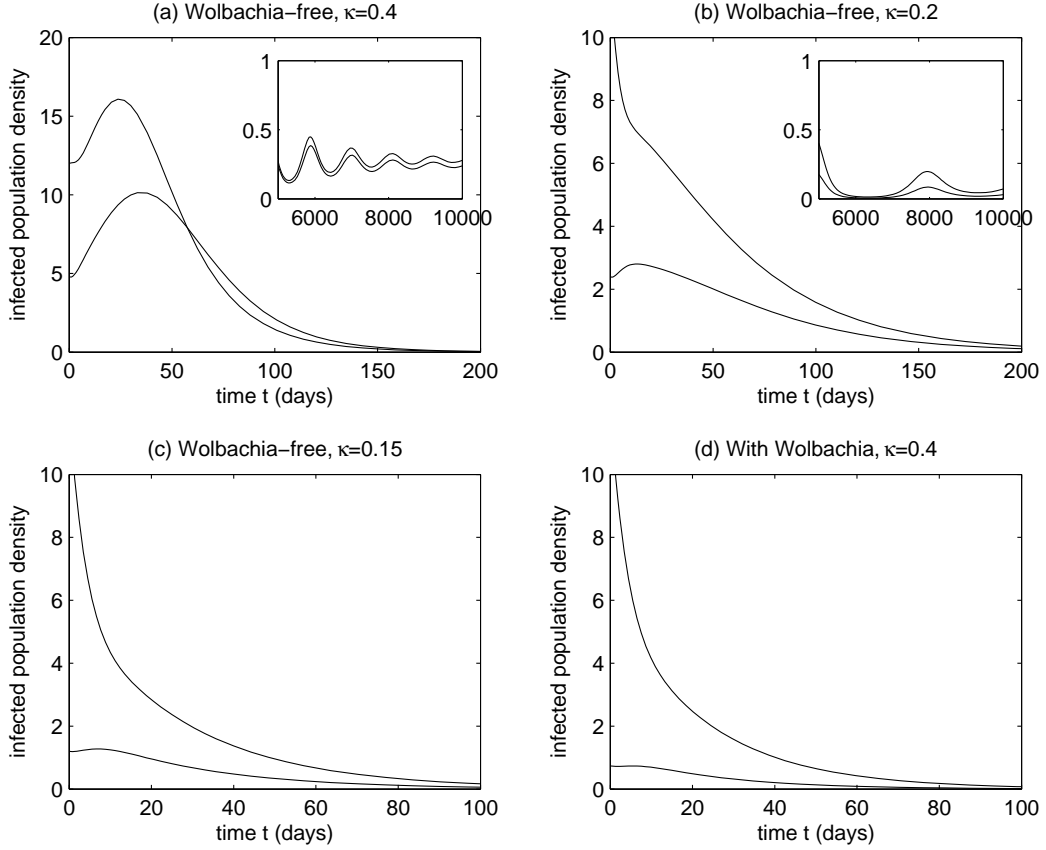 (a) Wolbachia−free, κ=0.4
infected population density
20
15
10
5
0
0 50 100 150 200
time t (days)
1
0.5
0
6000 8000 10000
(b) Wolbachia−free, κ=0.2
infected population density
10
8
6
4
2
0
0 50 100 150 200
time t (days)
1
0.5
0
6000 8000 10000
(c) Wolbachia−free, κ=0.15
infected population density
10
8
6
4
2
0
0 20 40 60 80 100
time t (days)
(d) With Wolbachia, κ=0.4
infected population density
10
8
6
4
2
0
0 20 40 60 80 100
time t (days)